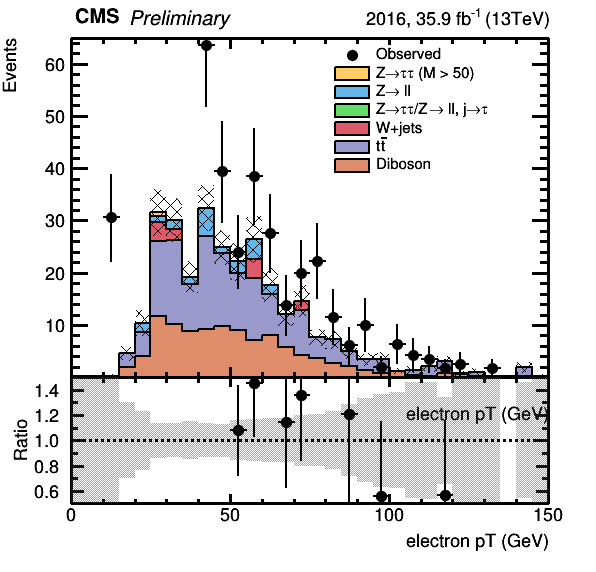 CMS Preliminary 2016, 35.9 fb⁻¹ (13TeV)
Events
60
50
40
30
20
10
Observed
Z→ττ (M > 50)
Z→ ll
Z→ττ/Z→ ll, j→τ
W+jets
tt̄
Diboson
electron pT (GeV)
Ratio
1.4
1.2
1.0
0.8
0.6
0 50 100 150
electron pT (GeV)